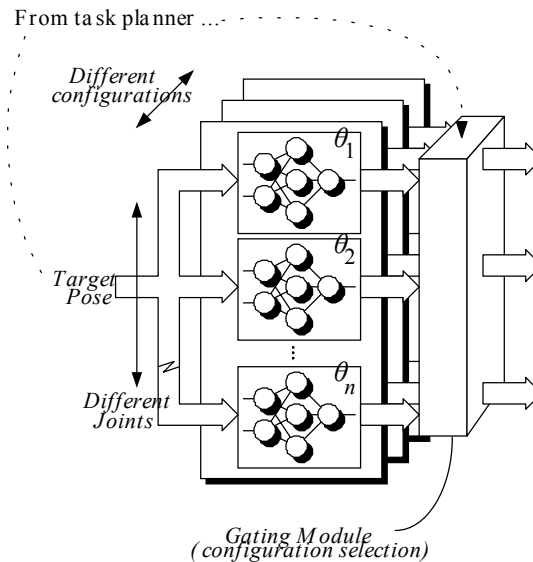 From task planner ...
Different
configurations
θ1
θ2
Target
Pose
...
θn
Different
Joints
Gating Module
(configuration selection)